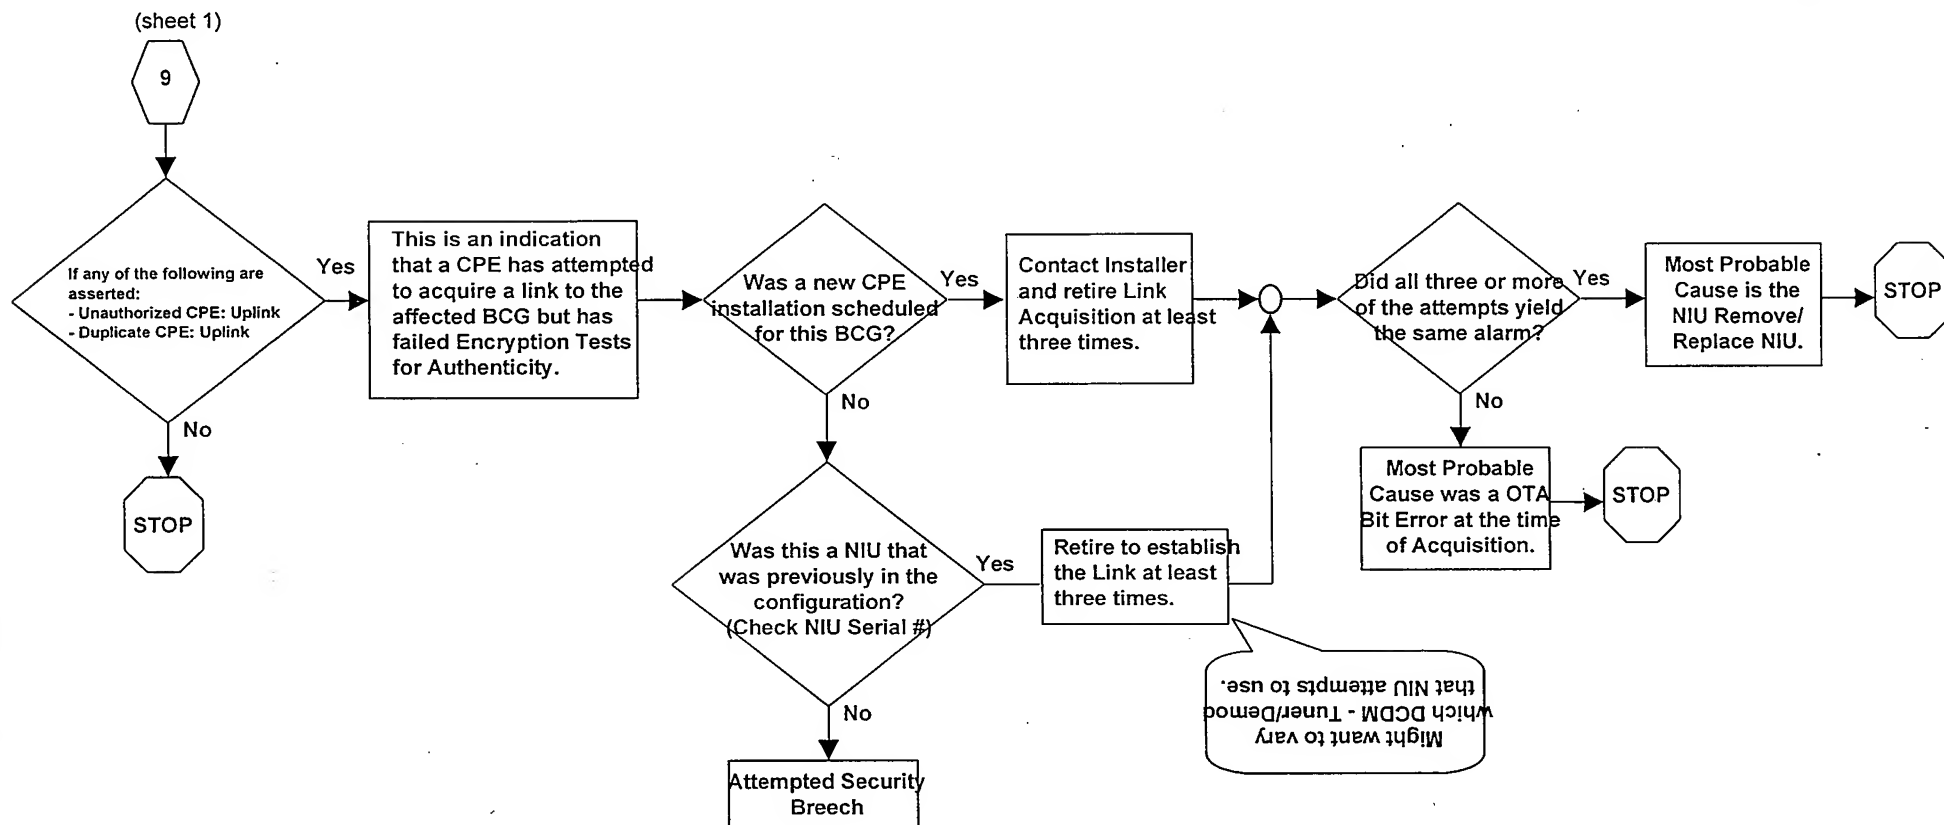 (sheet 1)
9
If any of the following are
asserted:
- Unauthorized CPE: Uplink
- Duplicate CPE: Uplink
Yes
No
STOP
This is an indication
that a CPE has attempted
to acquire a link to the
affected BCG but has
failed Encryption Tests
for Authenticity.
Was a new CPE
installation scheduled
for this BCG?
Yes
No
Contact Installer
and retire Link
Acquisition at least
three times.
Did all three or more
of the attempts yield
the same alarm?
Yes
No
Most Probable
Cause is the
NIU Remove/
Replace NIU.
STOP
Most Probable
Cause was a OTA
Bit Error at the time
of Acquisition.
STOP
Was this a NIU that
was previously in the
configuration?
(Check NIU Serial #)
Yes
No
Retire to establish
the Link at least
three times.
Might want to vary
which DCDM - Tuner/Demod
that NIU attempts to use.
Attempted Security
Breech